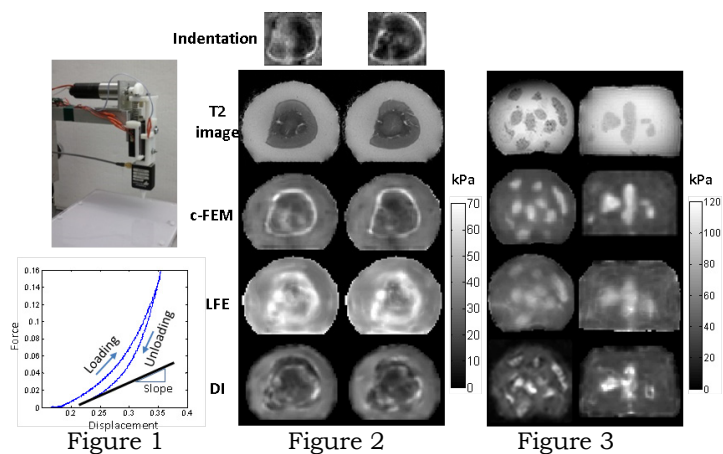 Indentation
T2
image
c-FEM
LFE
DI
kPa
70
60
50
40
30
20
10
0
kPa
120
100
80
60
40
20
0
0.16
0.14
0.12
0.1
0.08
0.06
0.04
0.02
0
Force
Loading
Unloading
Slope
0.2 0.25 0.3 0.35 0.4
Displacement
Figure 1
Figure 2
Figure 3